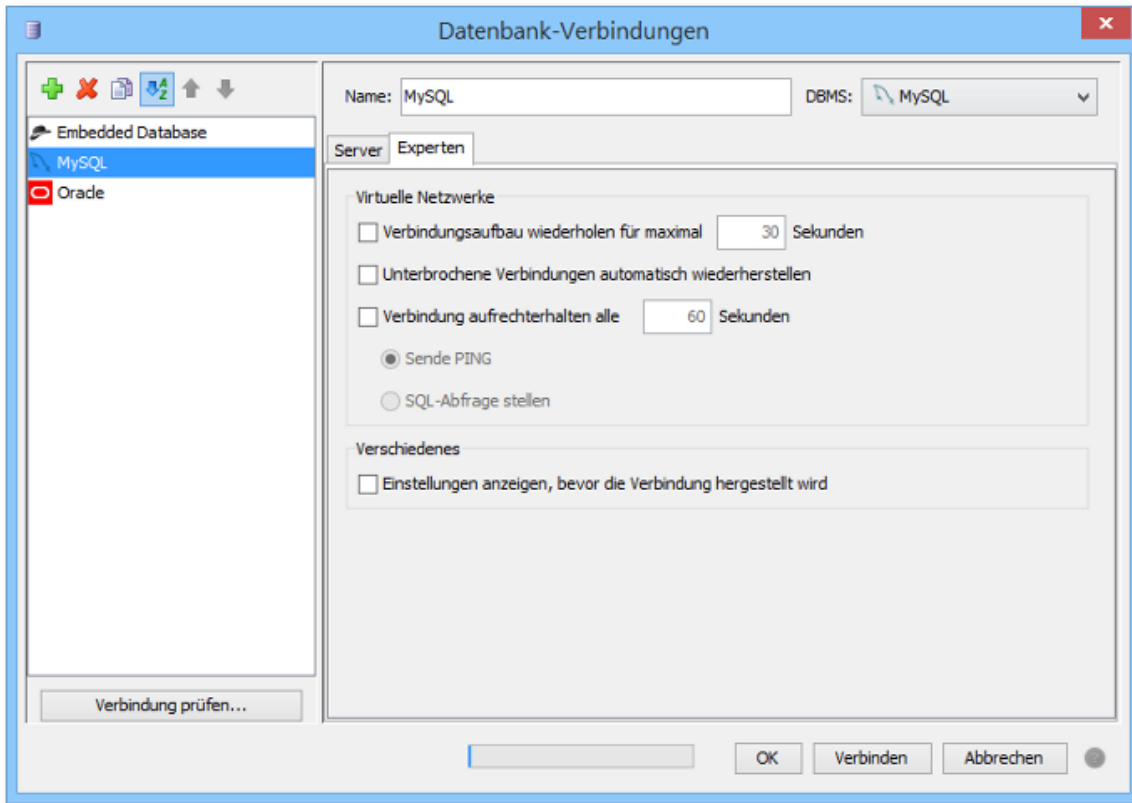 Datenbank-Verbindungen
Name: MySQL DBMS: MySQL
Embedded Database
MySQL
Oracle
Server Experten
Virtuelle Netzwerke
Verbindungsaufbau wiederholen für maximal 30 Sekunden
Unterbrochene Verbindungen automatisch wiederherstellen
Verbindung aufrechterhalten alle 60 Sekunden
Sende PING
SQL-Abfrage stellen
Verschiedenes
Einstellungen anzeigen, bevor die Verbindung hergestellt wird
Verbindung prüfen...
OK Verbinden Abbrechen